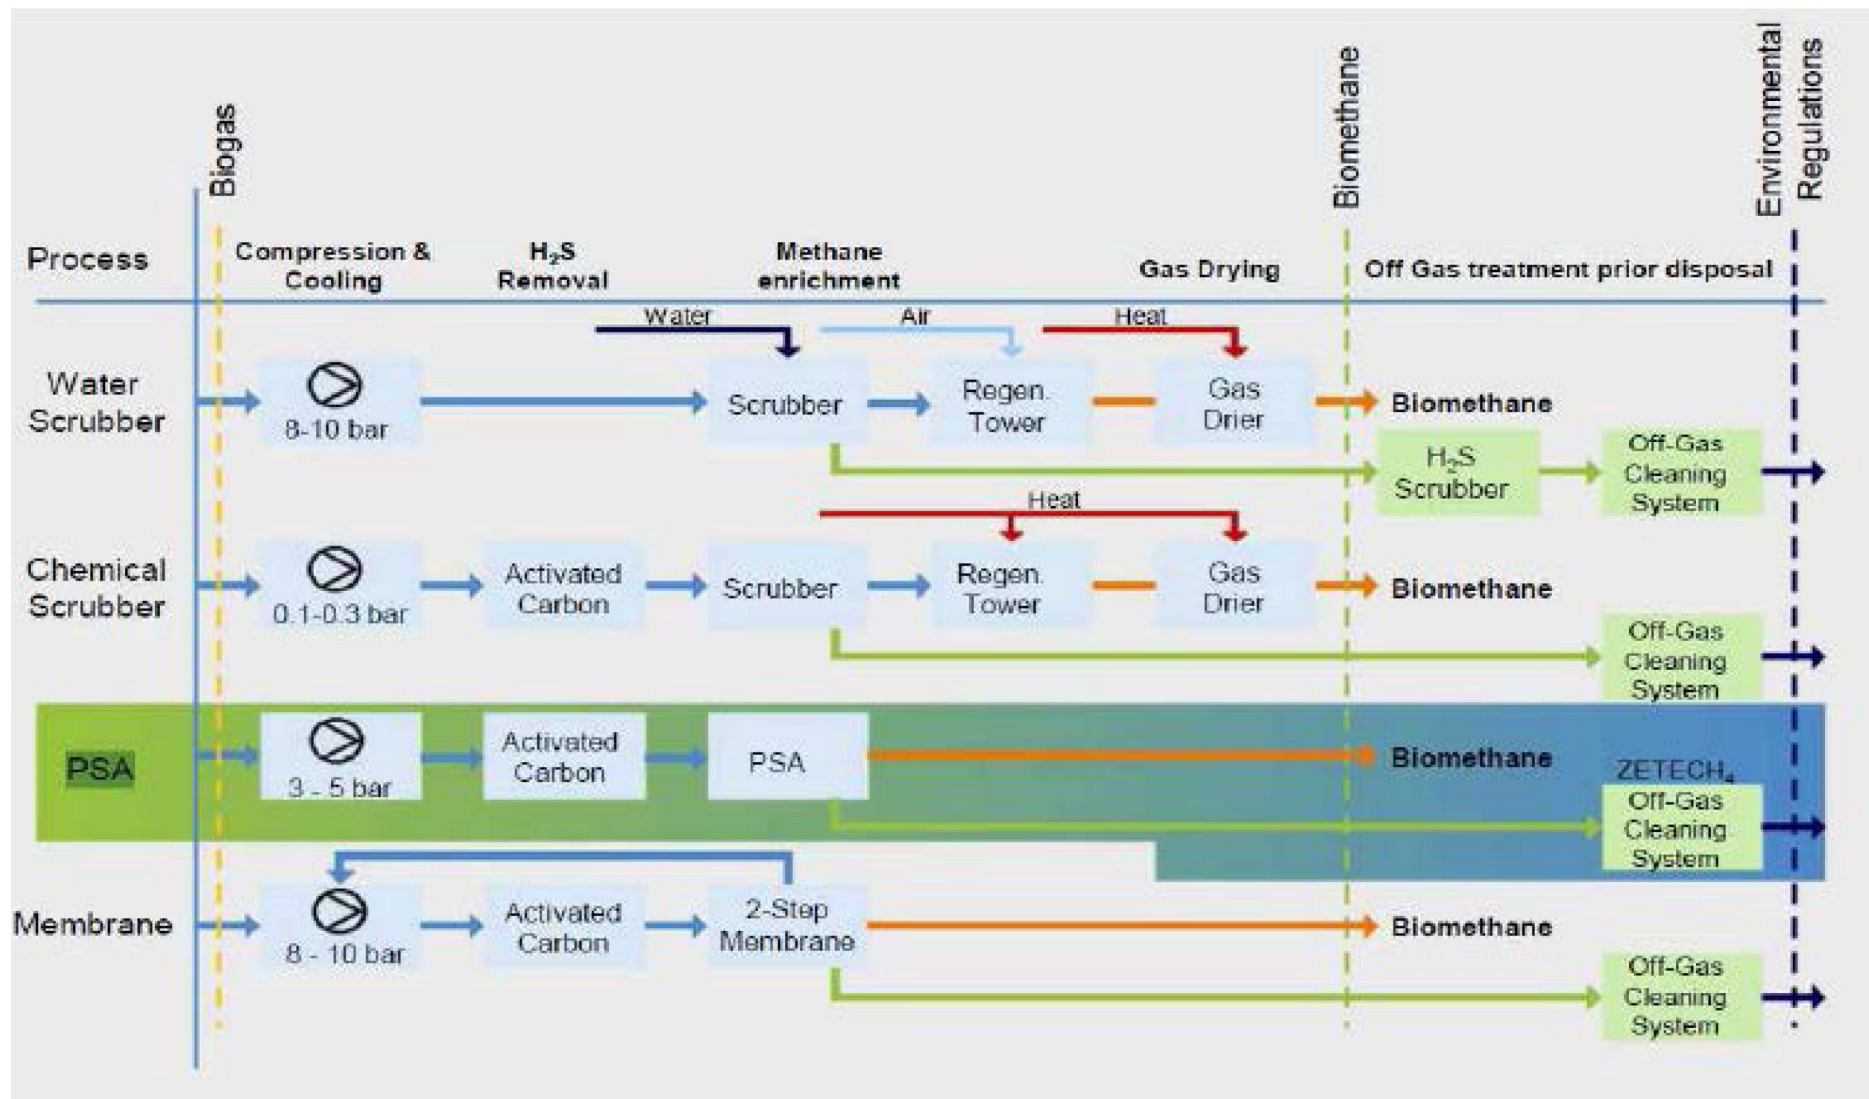 Biogas
Biomethane
Environmental
Regulations
Process
Compression &
Cooling
H₂S
Removal
Methane
enrichment
Gas Drying
Off Gas treatment prior disposal
Water
Air
Heat
Water
Scrubber
8-10 bar
Scrubber
Regen.
Tower
Gas
Drier
Biomethane
H₂S
Scrubber
Off-Gas
Cleaning
System
Heat
Chemical
Scrubber
0.1-0.3 bar
Activated
Carbon
Scrubber
Regen.
Tower
Gas
Drier
Biomethane
Off-Gas
Cleaning
System
PSA
3 - 5 bar
Activated
Carbon
PSA
Biomethane
ZETECH₄
Off-Gas
Cleaning
System
Membrane
8 - 10 bar
Activated
Carbon
2-Step
Membrane
Biomethane
Off-Gas
Cleaning
System